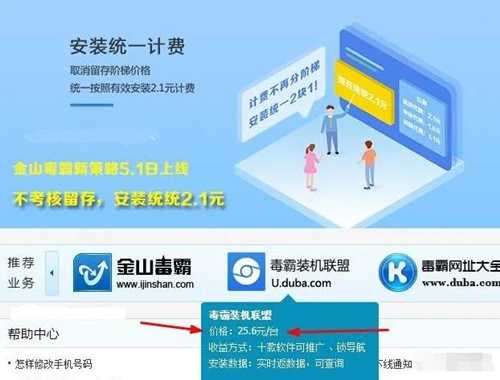 安装统一计费
取消留存阶梯价格
统一按照有效安装2.1元计费
计费不再分阶梯
安装统一2块1!
金山毒霸新策略5.1日上线
不考核留存，安装统统2.1元
推荐
业务
金山毒霸
www.ijinshan.com
毒霸装机联盟
U.duba.com
毒霸网址大全
www.duba.com
毒霸装机联盟
价格：25.6元/台
收益方式：十款软件可推广、锁导航
安装数据：实时返数据，可查询
帮助中心
怎样修改手机号码
下线通知